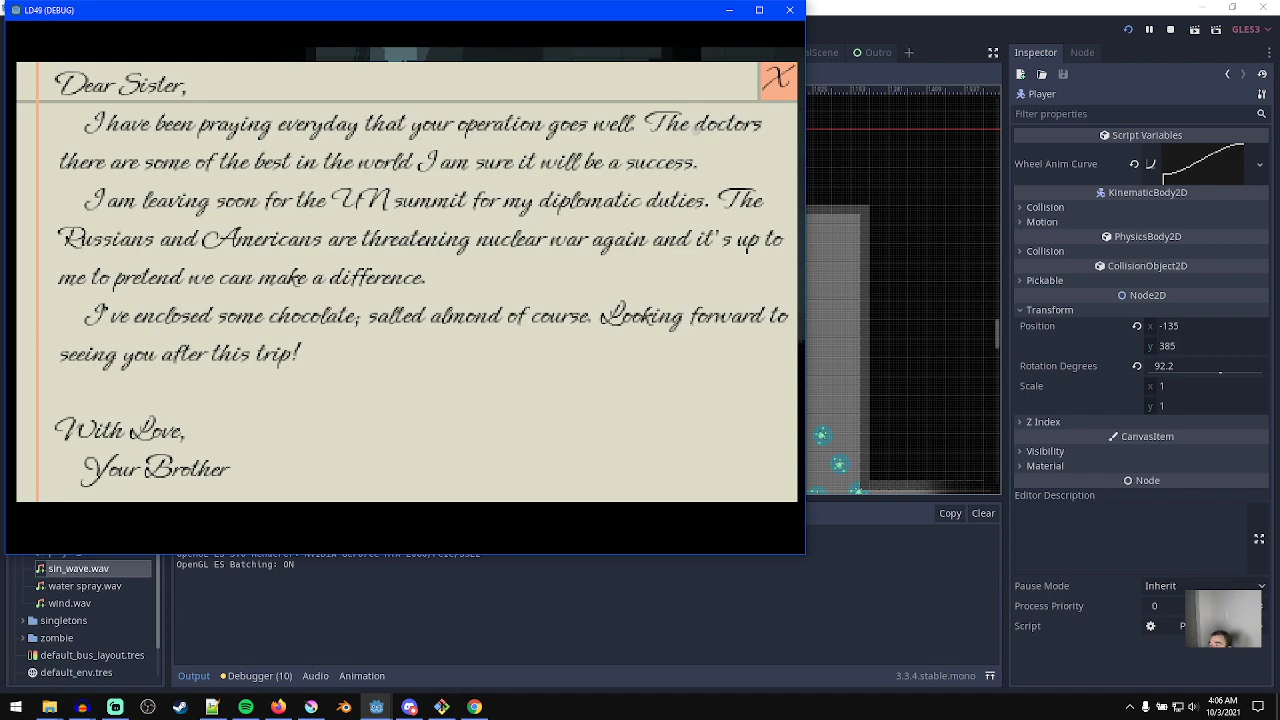 LD49 (DEBUG)
Dear Sister,
X
I have been praying everyday that your operation goes well. The doctors
there are some of the best in the world I am sure it will be a success.
I am leaving soon for the UN summit for my diplomatic duties. The
Russians and Americans are threatening nuclear war again and it's up to
me to pretend we can make a difference.
I've enclosed some chocolate; salted almond of course. Looking forward to
seeing you after this trip!
With Love,
Your Brother
GLES3
Outro
Inspector
Node
Player
Filter properties
Script Variables
Wheel Anim Curve
KinematicBody2D
Collision
Motion
PhysicsBody2D
Collision
CollisionObject2D
Pickable
Node2D
Transform
Position x -135
y 385
Rotation Degrees 92.2
Scale x 1
y 1
Z Index
CanvasItem
Visibility
Material
Node
Editor Description
Pause Mode Inherit
Process Priority 0
Script
Copy Clear
OpenGL ES Batching: ON
sin_wave.wav
water spray.wav
wind.wav
singletons
zombie
default_bus_layout.tres
default_env.tres
Output Debugger (10) Audio Animation
3.3.4.stable.mono
4:06 AM
10/3/2021